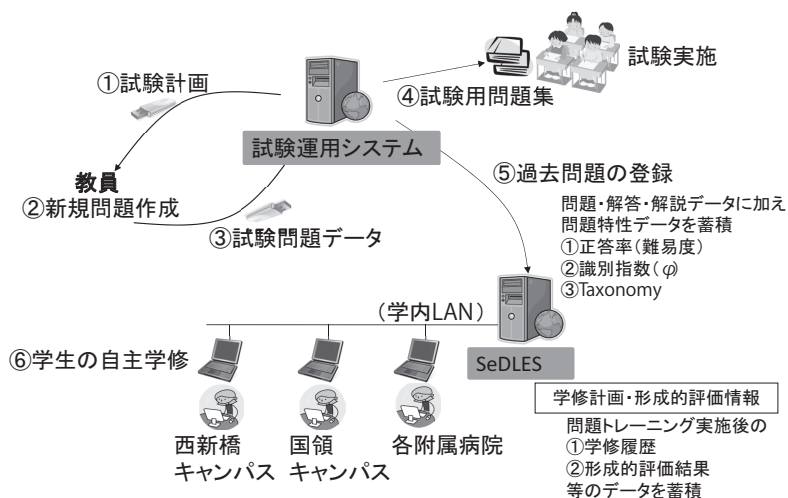 試験実施
①試験計画
④試験用問題集
試験運用システム
教員
②新規問題作成
③試験問題データ
⑤過去問題の登録
問題・解答・解説データに加え
問題特性データを蓄積
①正答率(難易度)
②識別指数(φ)
③Taxonomy
(学内LAN)
⑥学生の自主学修
SeDLES
西新橋
キャンパス
国領
キャンパス
各附属病院
学修計画・形成的評価情報
問題トレーニング実施後の
①学修履歴
②形成的評価結果
等のデータを蓄積